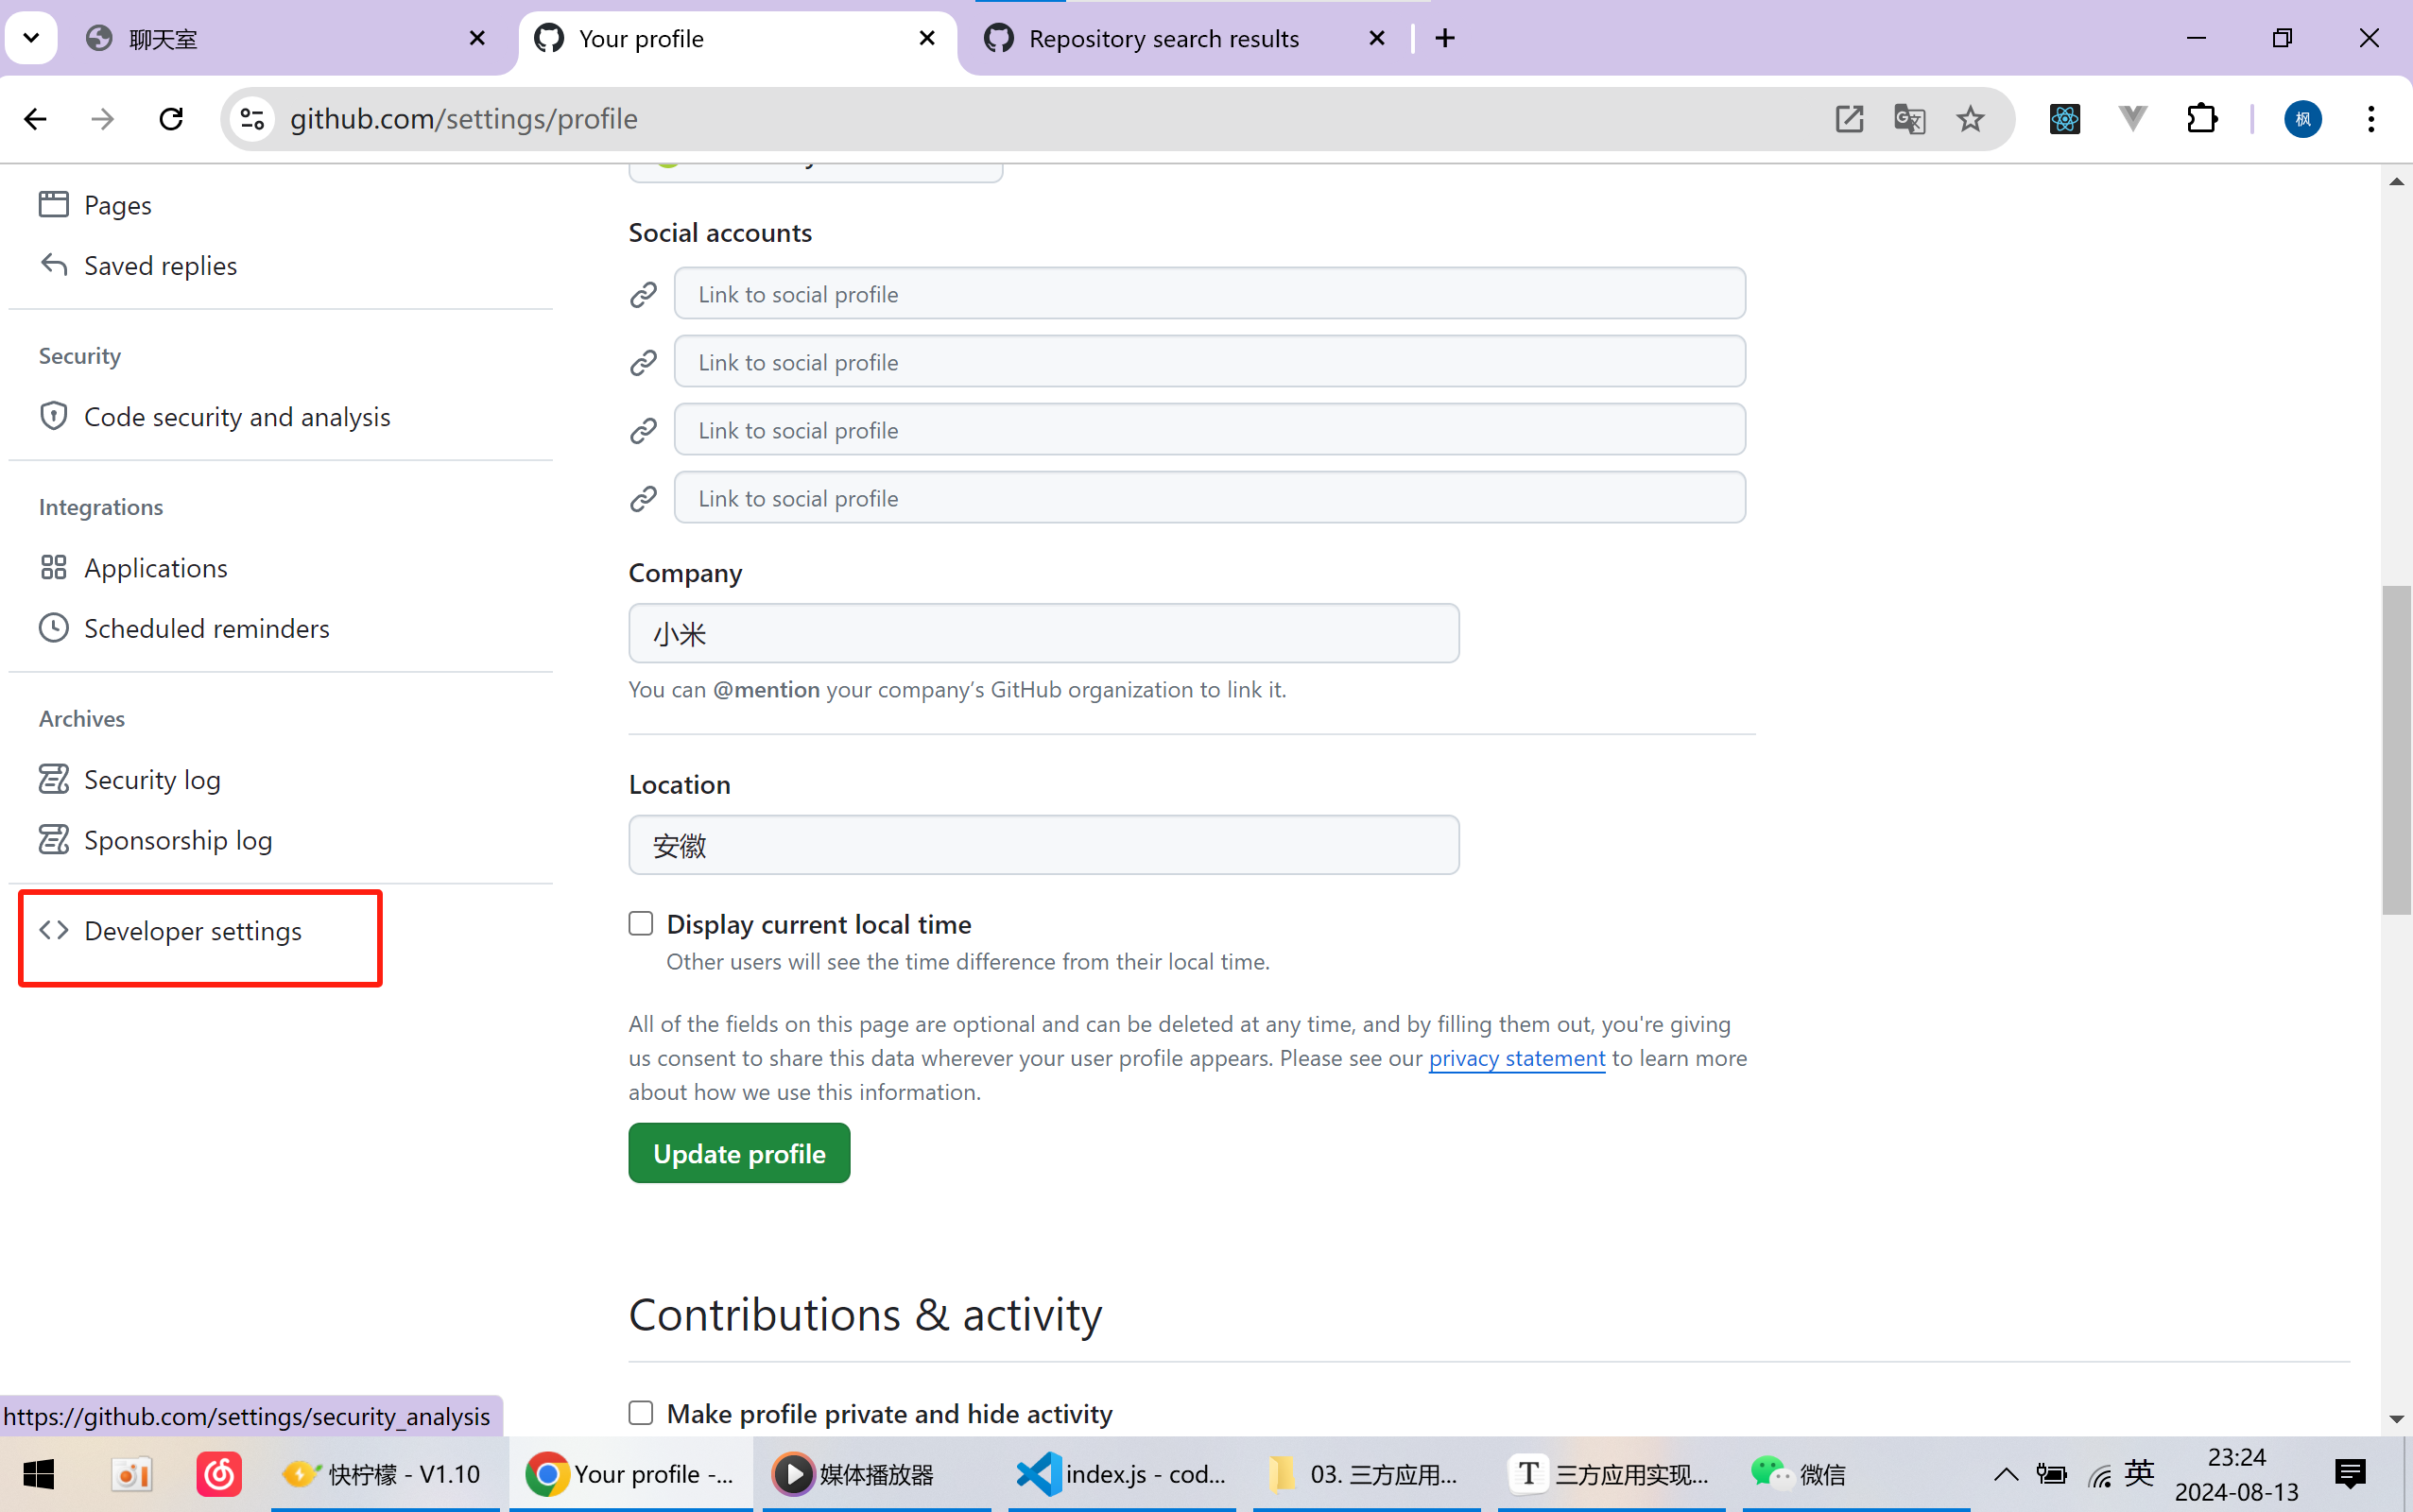 聊天室
Your profile
Repository search results
github.com/settings/profile
枫
Pages
Saved replies
Security
Code security and analysis
Integrations
Applications
Scheduled reminders
Archives
Security log
Sponsorship log
Developer settings
Social accounts
Link to social profile
Link to social profile
Link to social profile
Link to social profile
Company
小米
You can @mention your company’s GitHub organization to link it.
Location
安徽
Display current local time
Other users will see the time difference from their local time.
All of the fields on this page are optional and can be deleted at any time, and by filling them out, you're giving
us consent to share this data wherever your user profile appears. Please see our privacy statement to learn more
about how we use this information.
Update profile
Contributions & activity
Make profile private and hide activity
https://github.com/settings/security_analysis
快柠檬 - V1.10
Your profile -...
媒体播放器
index.js - cod...
03. 三方应用...
三方应用实现...
微信
英
23:24
2024-08-13